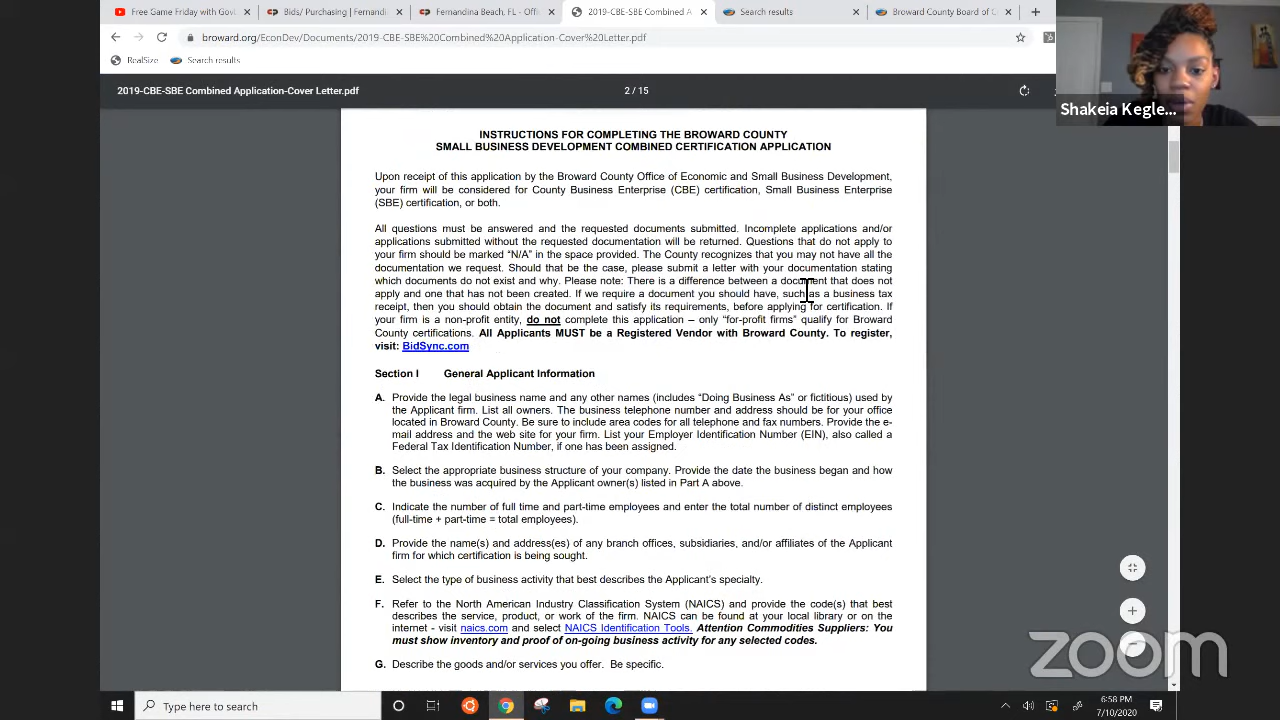 Free Game Friday with Govl
Bids/ Purchasing | Fernandi
Fernandina Beach, FL - Offi
2019-CBE-SBE Combined A
Search results
Broward County Board of C
broward.org/EconDev/Documents/2019-CBE-SBE%20Combined%20Application-Cover%20Letter.pdf
RealSize
Search results
2019-CBE-SBE Combined Application-Cover Letter.pdf
2 / 15
Shakeia Kegle...
INSTRUCTIONS FOR COMPLETING THE BROWARD COUNTY
SMALL BUSINESS DEVELOPMENT COMBINED CERTIFICATION APPLICATION
Upon receipt of this application by the Broward County Office of Economic and Small Business Development,
your firm will be considered for County Business Enterprise (CBE) certification, Small Business Enterprise
(SBE) certification, or both.
All questions must be answered and the requested documents submitted. Incomplete applications and/or
applications submitted without the requested documentation will be returned. Questions that do not apply to
your firm should be marked “N/A” in the space provided. The County recognizes that you may not have all the
documentation we request. Should that be the case, please submit a letter with your documentation stating
which documents do not exist and why. Please note: There is a difference between a document that does not
apply and one that has not been created. If we require a document you should have, such as a business tax
receipt, then you should obtain the document and satisfy its requirements, before applying for certification. If
your firm is a non-profit entity, do not complete this application – only “for-profit firms” qualify for Broward
County certifications. All Applicants MUST be a Registered Vendor with Broward County. To register,
visit: BidSync.com
Section I General Applicant Information
A. Provide the legal business name and any other names (includes “Doing Business As” or fictitious) used by
the Applicant firm. List all owners. The business telephone number and address should be for your office
located in Broward County. Be sure to include area codes for all telephone and fax numbers. Provide the e-
mail address and the web site for your firm. List your Employer Identification Number (EIN), also called a
Federal Tax Identification Number, if one has been assigned.
B. Select the appropriate business structure of your company. Provide the date the business began and how
the business was acquired by the Applicant owner(s) listed in Part A above.
C. Indicate the number of full time and part-time employees and enter the total number of distinct employees
(full-time + part-time = total employees).
D. Provide the name(s) and address(es) of any branch offices, subsidiaries, and/or affiliates of the Applicant
firm for which certification is being sought.
E. Select the type of business activity that best describes the Applicant's specialty.
F. Refer to the North American Industry Classification System (NAICS) and provide the code(s) that best
describes the service, product, or work of the firm. NAICS can be found at your local library or on the
internet - visit naics.com and select NAICS Identification Tools. Attention Commodities Suppliers: You
must show inventory and proof of on-going business activity for any selected codes.
G. Describe the goods and/or services you offer. Be specific.
zoom
Type here to search
6:58 PM
7/10/2020